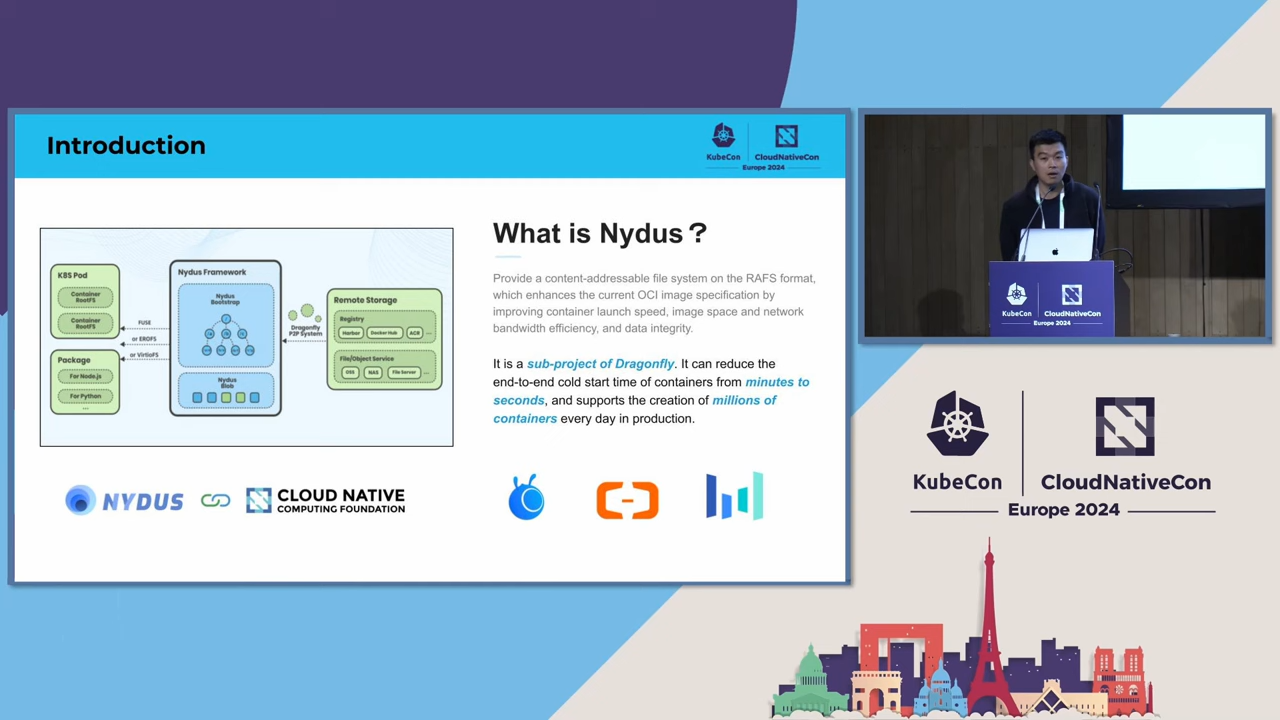 Introduction
KubeCon
CloudNativeCon
Europe 2024
K8S Pod
Container
RootFS
Container
RootFS
Package
For Node.js
For Python
...
FUSE
or EROFS
or VirtioFS
Nydus Framework
Nydus
Bootstrap
Nydus
Blob
Dragonfly
P2P System
Remote Storage
Registry
Harbor
Docker Hub
ACR
...
File/Object Service
OSS
NAS
File Server
...
What is Nydus？
Provide a content-addressable file system on the RAFS format,
which enhances the current OCI image specification by
improving container launch speed, image space and network
bandwidth efficiency, and data integrity.
It is a sub-project of Dragonfly. It can reduce the
end-to-end cold start time of containers from minutes to
seconds, and supports the creation of millions of
containers every day in production.
NYDUS
CLOUD NATIVE
COMPUTING FOUNDATION
KubeCon
CloudNativeCon
Europe 2024
KubeCon
CloudNativeCon
Europe 2024